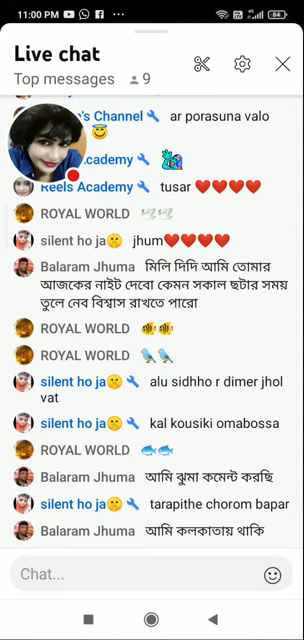 11:00 PM
84
Live chat
Top messages 9
's Channel ar porasuna valo
cademy
Reels Academy tusar ❤️❤️❤️❤️
ROYAL WORLD 🕊️🕊️
silent ho ja🤫 jhum❤️❤️❤️❤️
Balaram Jhuma মিলি দিদি আমি তোমার
আজকের নাইট দেবো কেমন সকাল ছটার সময়
তুলে নেব বিশ্বাস রাখতে পারো
ROYAL WORLD 🐠🐠
ROYAL WORLD 🐦🐦
silent ho ja🤫 alu sidhho r dimer jhol
vat
silent ho ja🤫 kal kousiki omabossa
ROYAL WORLD 🐟🐟
Balaram Jhuma আমি ঝুমা কমেন্ট করছি
silent ho ja🤫 tarapithe chorom bapar
Balaram Jhuma আমি কলকাতায় থাকি
Chat...